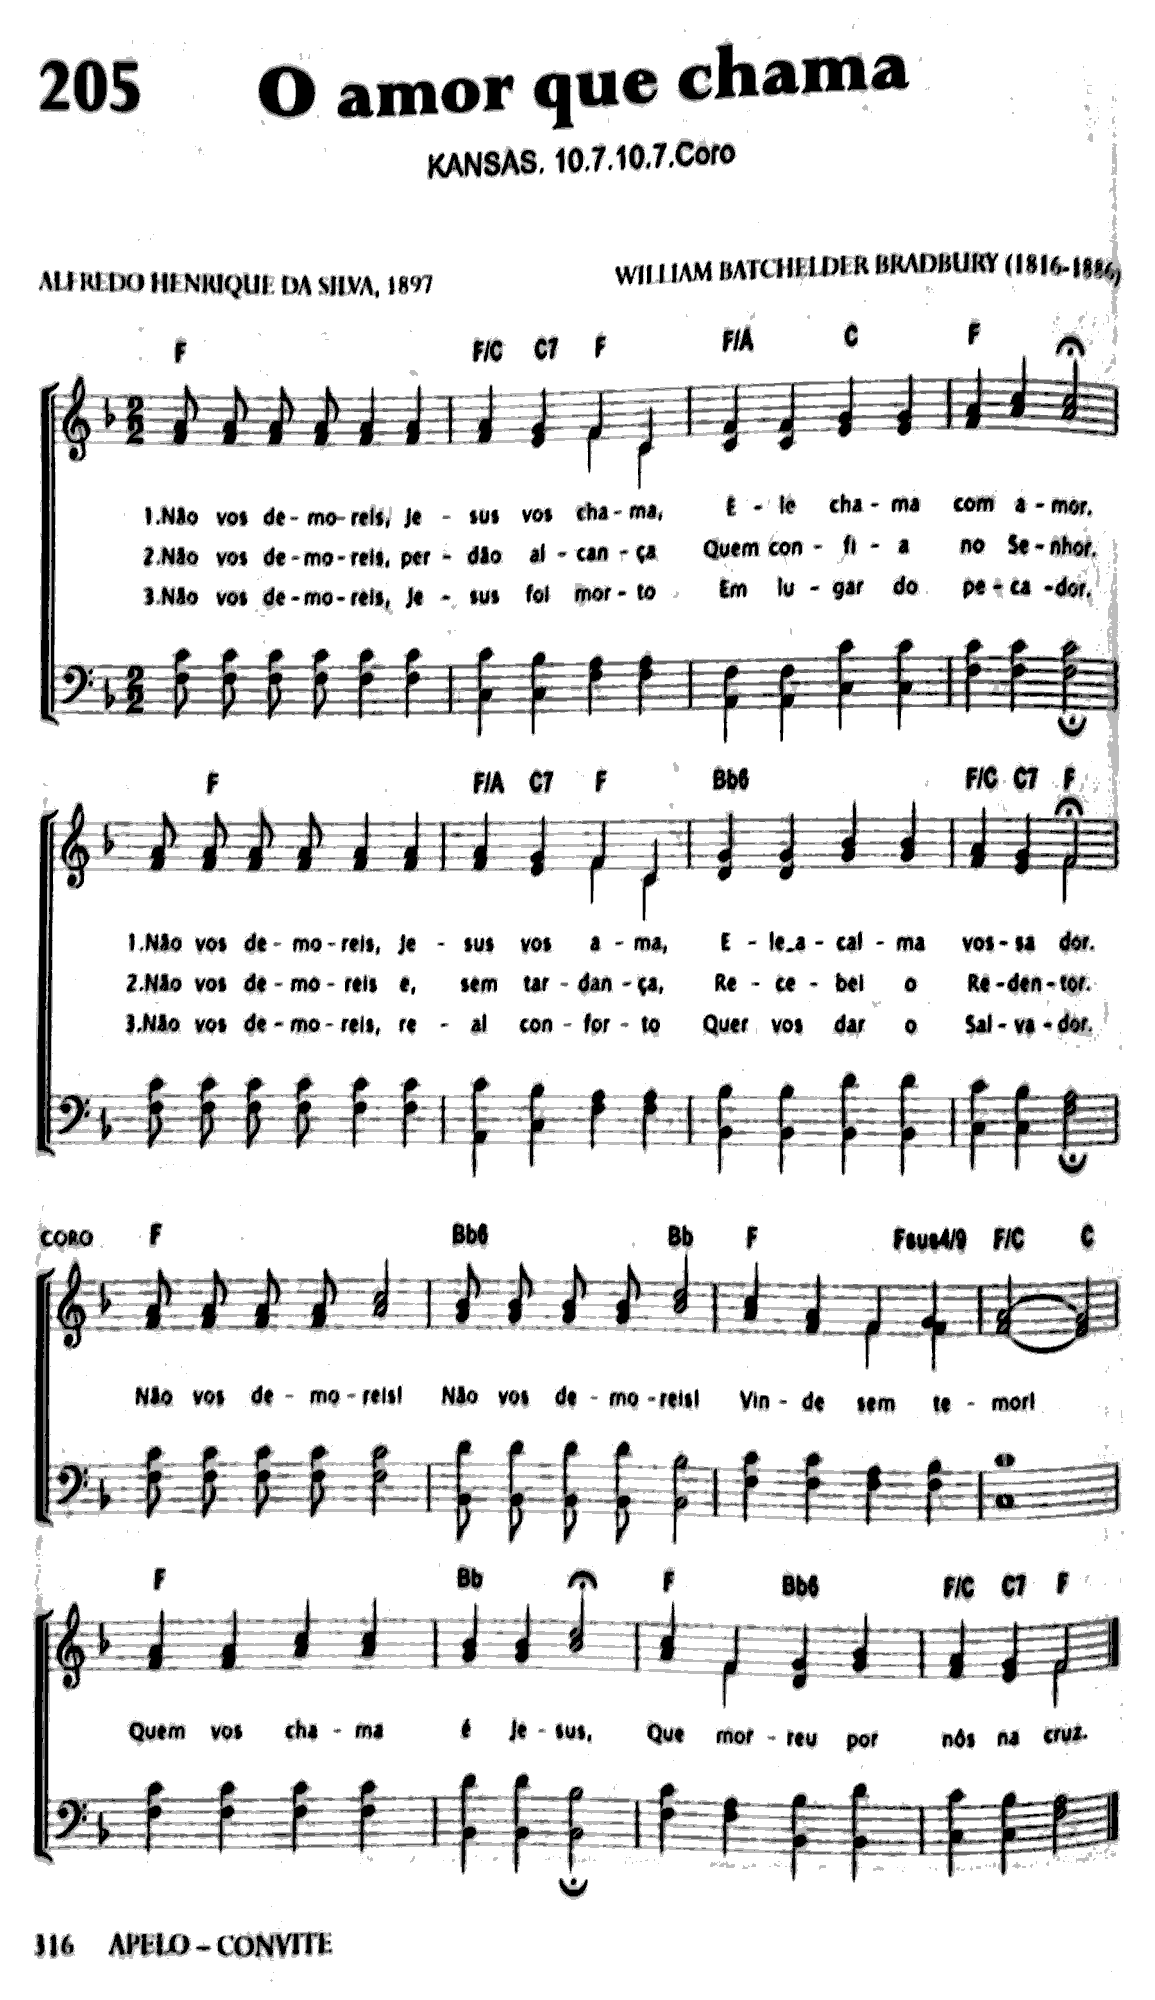 205 O amor que chama
KANSAS. 10.7.10.7.Coro
ALFREDO HENRIQUE DA SILVA, 1897 WILLIAM BATCHELDER BRADBURY (1816-1886)
F F/C C7 F F/A C F
1.Não vos de-mo-reis, Je - sus vos cha-ma, E - le cha-ma com a-mor.
2.Não vos de-mo-reis, per - dão al-can-ça Quem con - fi - a no Se-nhor.
3.Não vos de-mo-reis, Je - sus foi mor-to Em lu - gar do pe-ca-dor.
F F/A C7 F Bb6 F/C C7 F
1.Não vos de-mo-reis, Je - sus vos a - ma, E - le_a - cal - ma vos-sa dor.
2.Não vos de-mo-reis e, sem tar-dan-ça, Re - ce - bei o Re-den-tor.
3.Não vos de-mo-reis, re - al con-for-to Quer vos dar o Sal-va-dor.
CORO F Bb6 Bb F Fsus4/9 F/C C
Não vos de - mo-reis! Não vos de - mo-reis! Vin - de sem te - mor!
F Bb F Bb6 F/C C7 F
Quem vos cha - ma é Je - sus, Que mor - reu por nós na cruz.
316 APELO – CONVITE